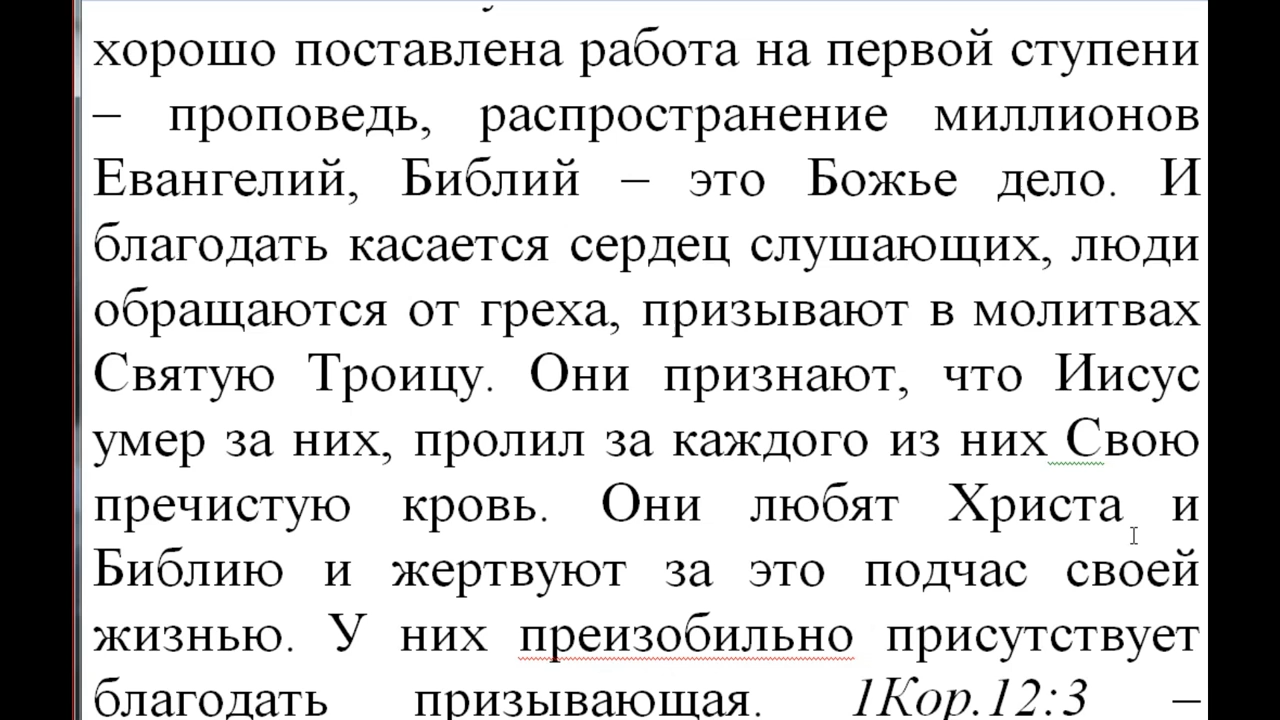 хорошо поставлена работа на первой ступени
– проповедь, распространение миллионов
Евангелий, Библий – это Божье дело. И
благодать касается сердец слушающих, люди
обращаются от греха, призывают в молитвах
Святую Троицу. Они признают, что Иисус
умер за них, пролил за каждого из них Свою
пречистую кровь. Они любят Христа и
Библию и жертвуют за это подчас своей
жизнью. У них преизобильно присутствует
благодать призывающая. 1Кор.12:3 –